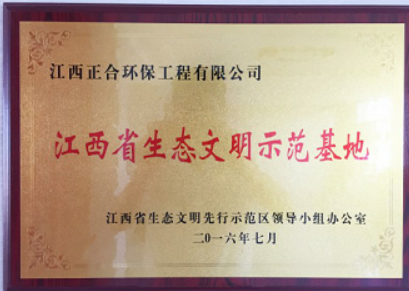 江西正合环保工程有限公司
江西省生态文明示范基地
江西省生态文明先行示范区领导小组办公室
二0一六年七月